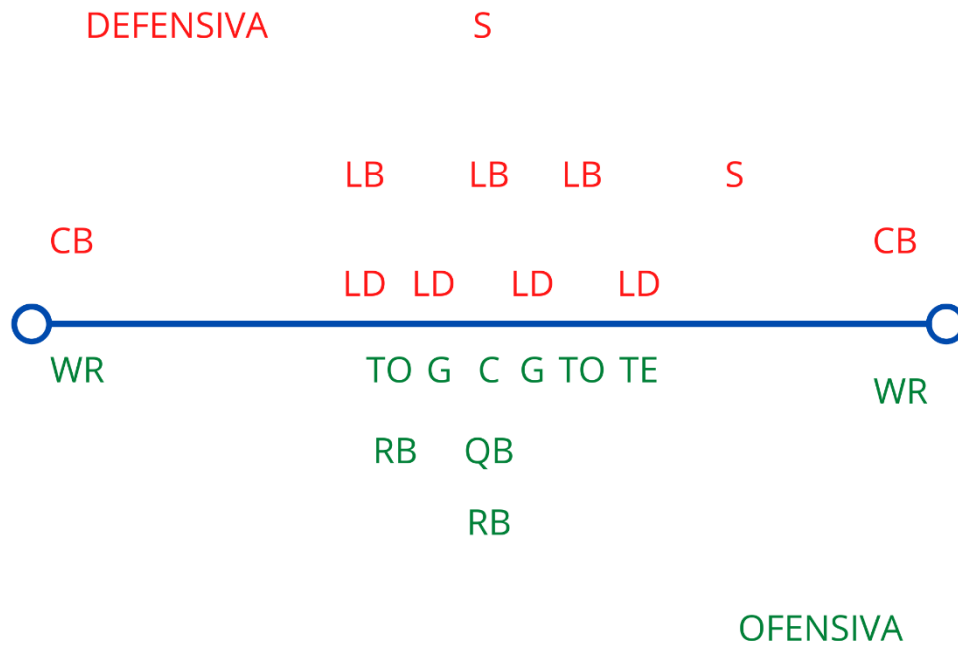 DEFENSIVA S
LB LB LB S
CB CB
LD LD LD LD
WR TO G C G TO TE WR
RB QB
RB
OFENSIVA